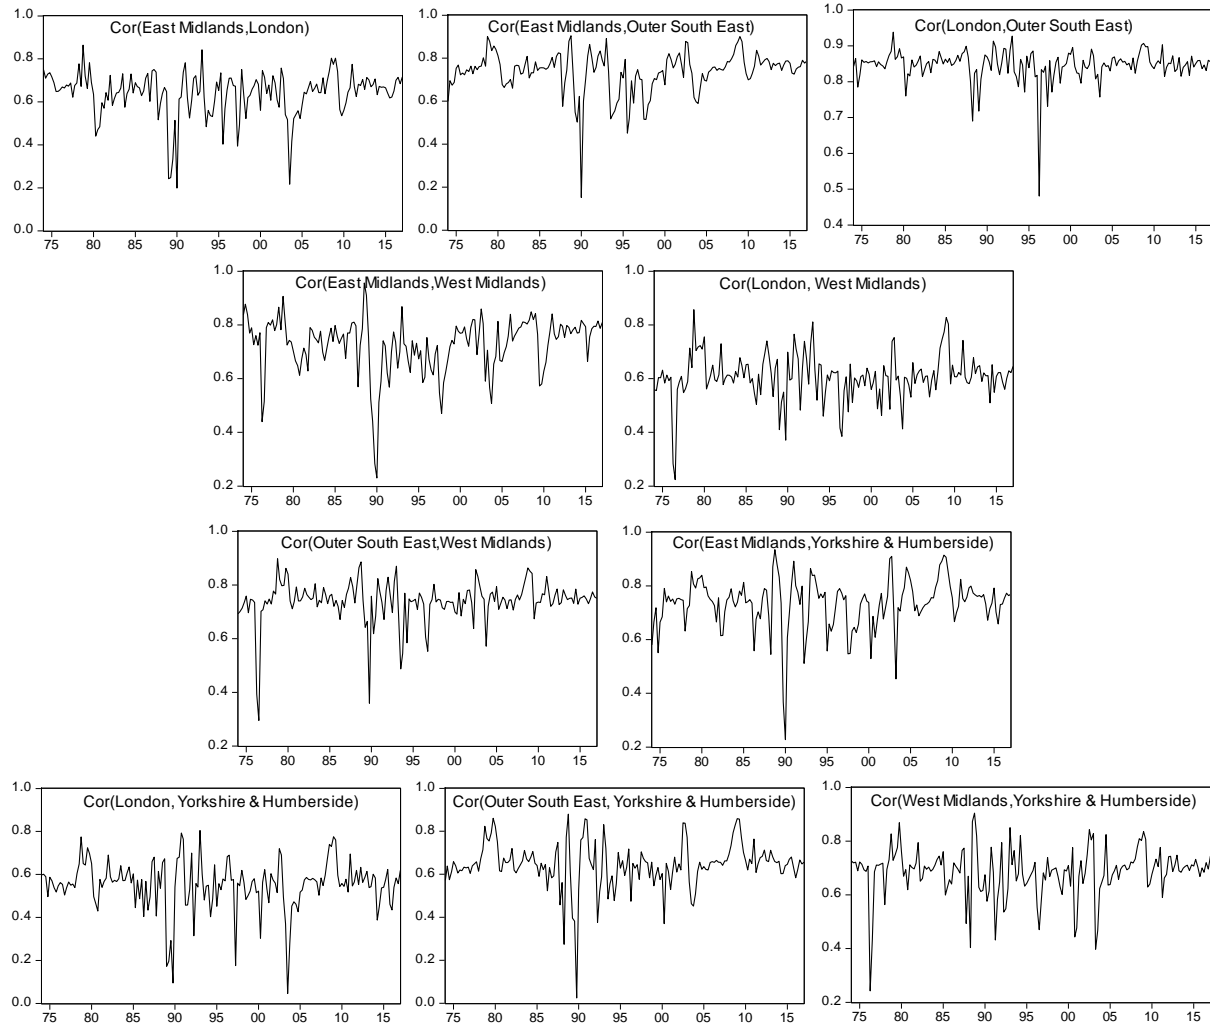 Cor(East Midlands,London)
1.0
0.8
0.6
0.4
0.2
0.0
75 80 85 90 95 00 05 10 15
Cor(East Midlands,Outer South East)
1.0
0.8
0.6
0.4
0.2
0.0
75 80 85 90 95 00 05 10 15
Cor(London,Outer South East)
1.0
0.9
0.8
0.7
0.6
0.5
0.4
75 80 85 90 95 00 05 10 15
Cor(East Midlands,West Midlands)
1.0
0.8
0.6
0.4
0.2
75 80 85 90 95 00 05 10 15
Cor(London, West Midlands)
1.0
0.8
0.6
0.4
0.2
75 80 85 90 95 00 05 10 15
Cor(Outer South East,West Midlands)
1.0
0.8
0.6
0.4
0.2
75 80 85 90 95 00 05 10 15
Cor(East Midlands,Yorkshire & Humberside)
1.0
0.8
0.6
0.4
0.2
75 80 85 90 95 00 05 10 15
Cor(London, Yorkshire & Humberside)
1.0
0.8
0.6
0.4
0.2
0.0
75 80 85 90 95 00 05 10 15
Cor(Outer South East, Yorkshire & Humberside)
1.0
0.8
0.6
0.4
0.2
0.0
75 80 85 90 95 00 05 10 15
Cor(West Midlands,Yorkshire & Humberside)
1.0
0.8
0.6
0.4
0.2
75 80 85 90 95 00 05 10 15